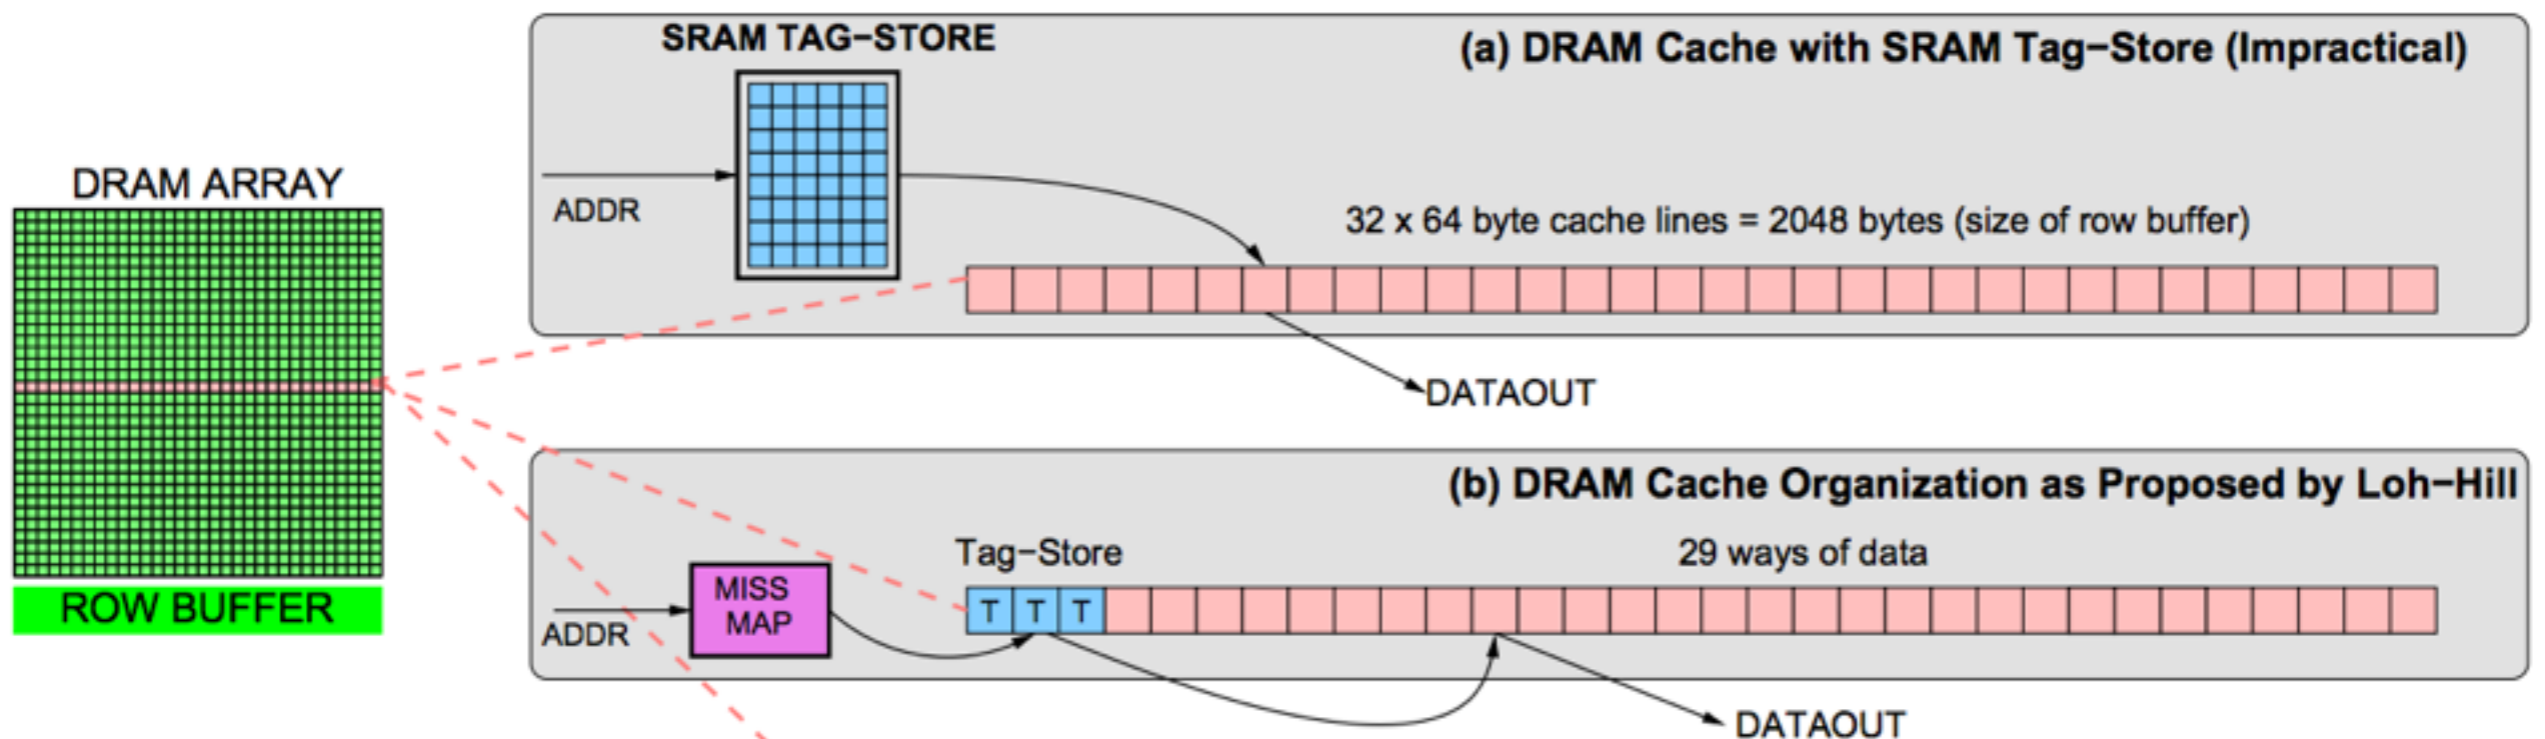 DRAM ARRAY
ROW BUFFER
SRAM TAG−STORE
(a) DRAM Cache with SRAM Tag−Store (Impractical)
ADDR
32 x 64 byte cache lines = 2048 bytes (size of row buffer)
DATAOUT
(b) DRAM Cache Organization as Proposed by Loh−Hill
Tag−Store
29 ways of data
MISS
MAP
ADDR
T T T
DATAOUT